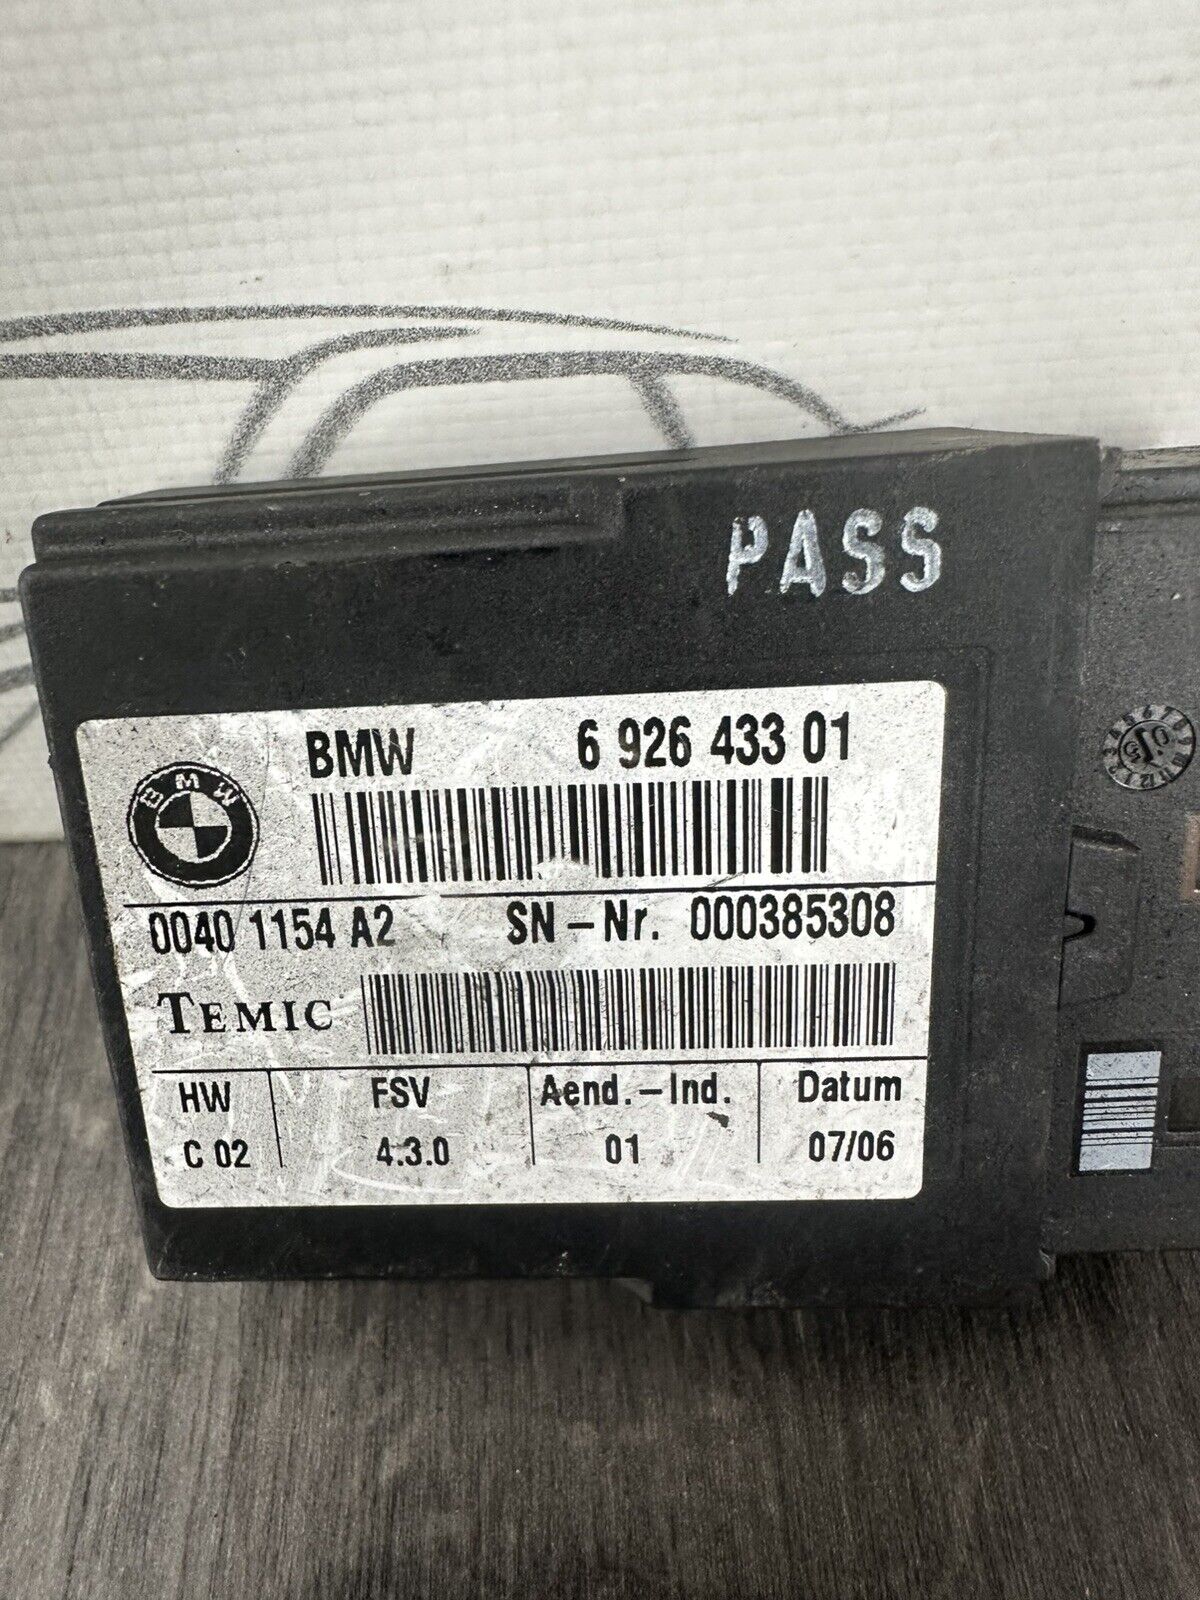 PASS
BMW 6 926 433 01
BMW
0040 1154 A2 SN-Nr. 000385308
TEMIC
HW FSV Aend.-Ind. Datum
C 02 4.3.0 01 07/06